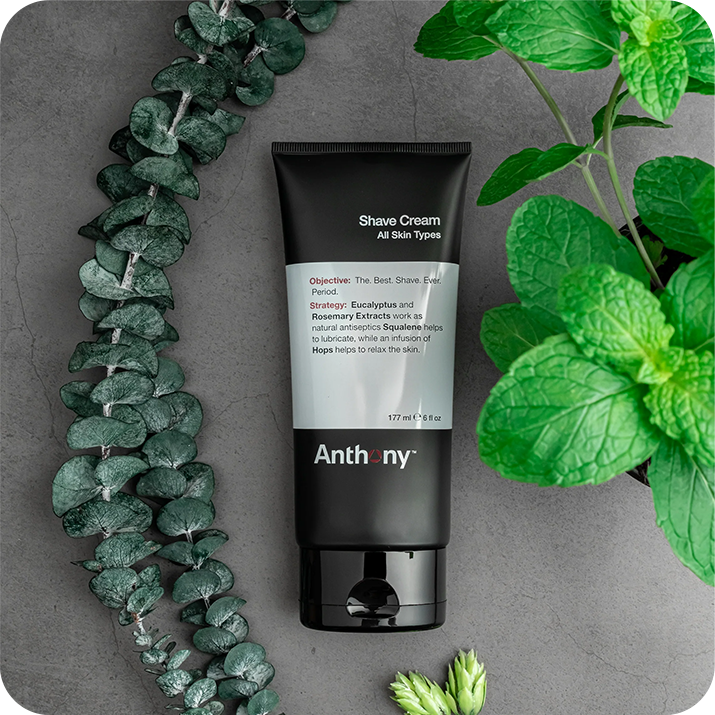 Shave Cream
All Skin Types
Objective: The. Best. Shave. Ever.
Period.
Strategy: Eucalyptus and
Rosemary Extracts work as
natural antiseptics Squalene helps
to lubricate, while an infusion of
Hops helps to relax the skin.
177 ml ℮ 6 fl oz
Anthony™